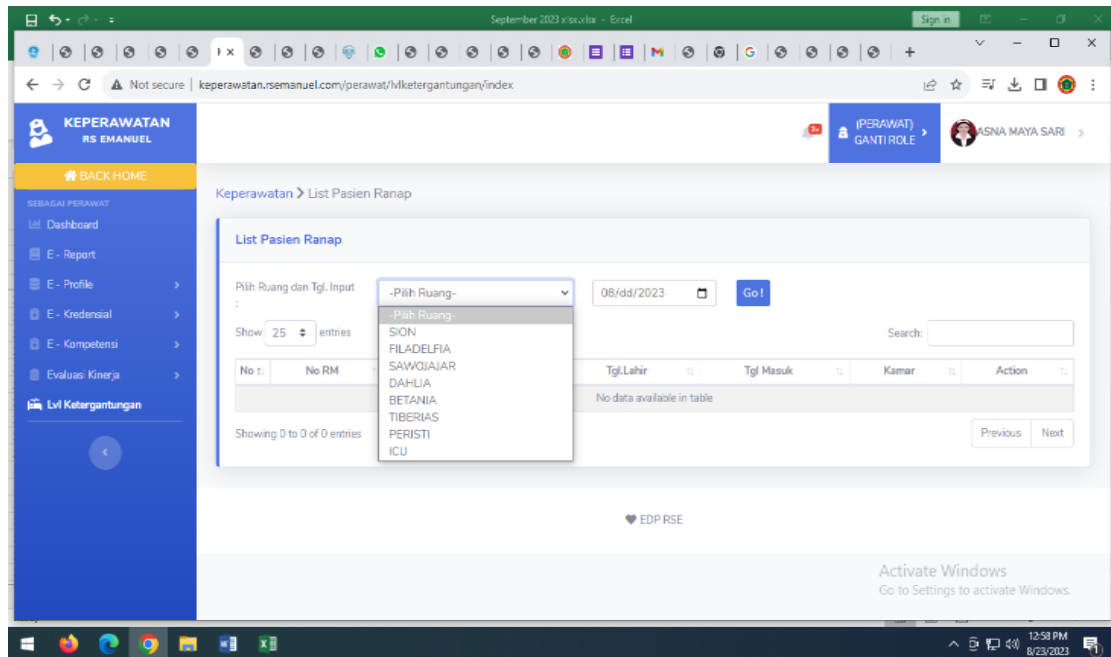 September 2023 xlsx.xlsx - Excel
Sign in
Not secure
keperawatan.rsemanuel.com/perawat/lvlketergantungan/index
KEPERAWATAN
RS EMANUEL
BACK HOME
SEBAGAI PERAWAT
Dashboard
E - Report
E - Profile
E - Kredensial
E - Kompetensi
Evaluasi Kinerja
Lvl Ketergantungan
(PERAWAT)
GANTI ROLE
ASNA MAYA SARI
Keperawatan > List Pasien Ranap
List Pasien Ranap
Pilih Ruang dan Tgl. Input
:
-Pilih Ruang-
08/dd/2023
Go!
-Pilih Ruang-
SION
FILADELFIA
SAWOJAJAR
DAHLIA
BETANIA
TIBERIAS
PERISTI
ICU
Show 25 entries
Search:
No
No RM
Tgl.Lahir
Tgl Masuk
Kamar
Action
No data available in table
Showing 0 to 0 of 0 entries
Previous
Next
EDP RSE
Activate Windows
Go to Settings to activate Windows.
12:58 PM
8/23/2023